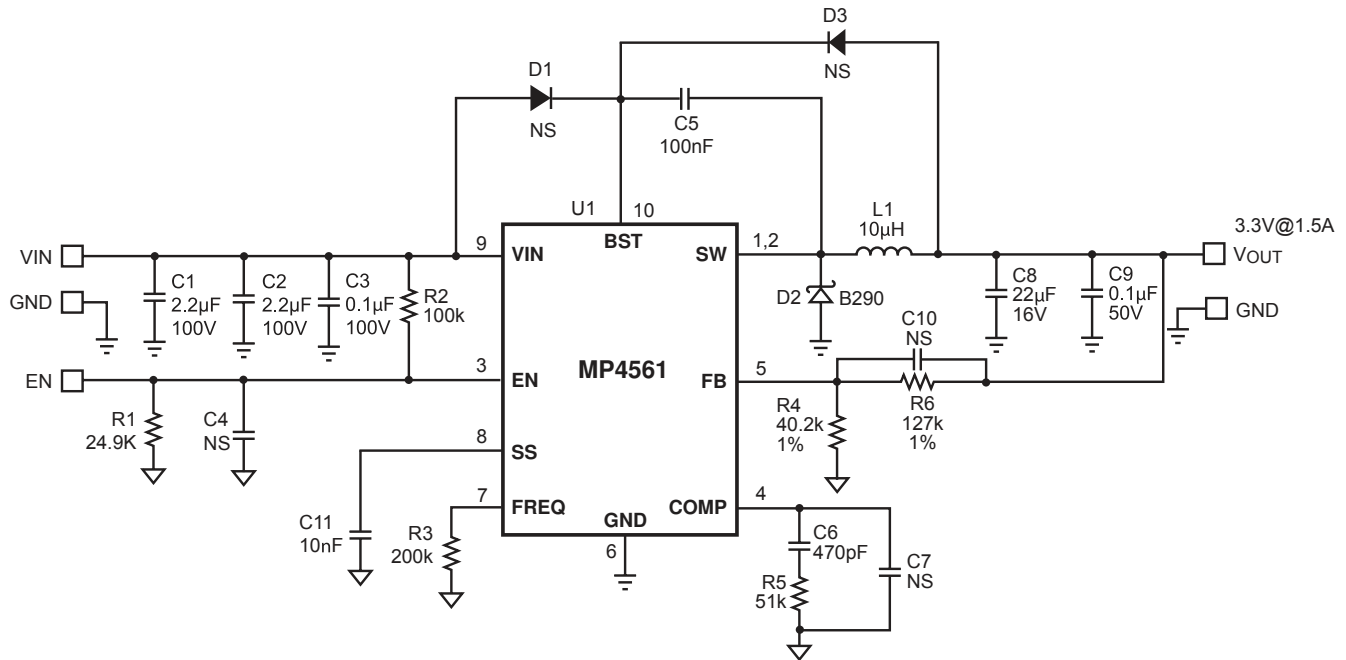 D3
NS
D1
NS
C5
100nF
U1
10
BST
L1
10µH
3.3V@1.5A
VIN
9
VIN
SW
1,2
VOUT
C1
2.2µF
100V
C2
2.2µF
100V
C3
0.1µF
100V
R2
100k
D2
B290
C8
22µF
16V
C9
0.1µF
50V
GND
GND
C10
NS
MP4561
EN
3
EN
FB
5
R1
24.9K
C4
NS
R4
40.2k
1%
R6
127k
1%
8
SS
7
FREQ
GND
6
COMP
4
C11
10nF
R3
200k
C6
470pF
R5
51k
C7
NS